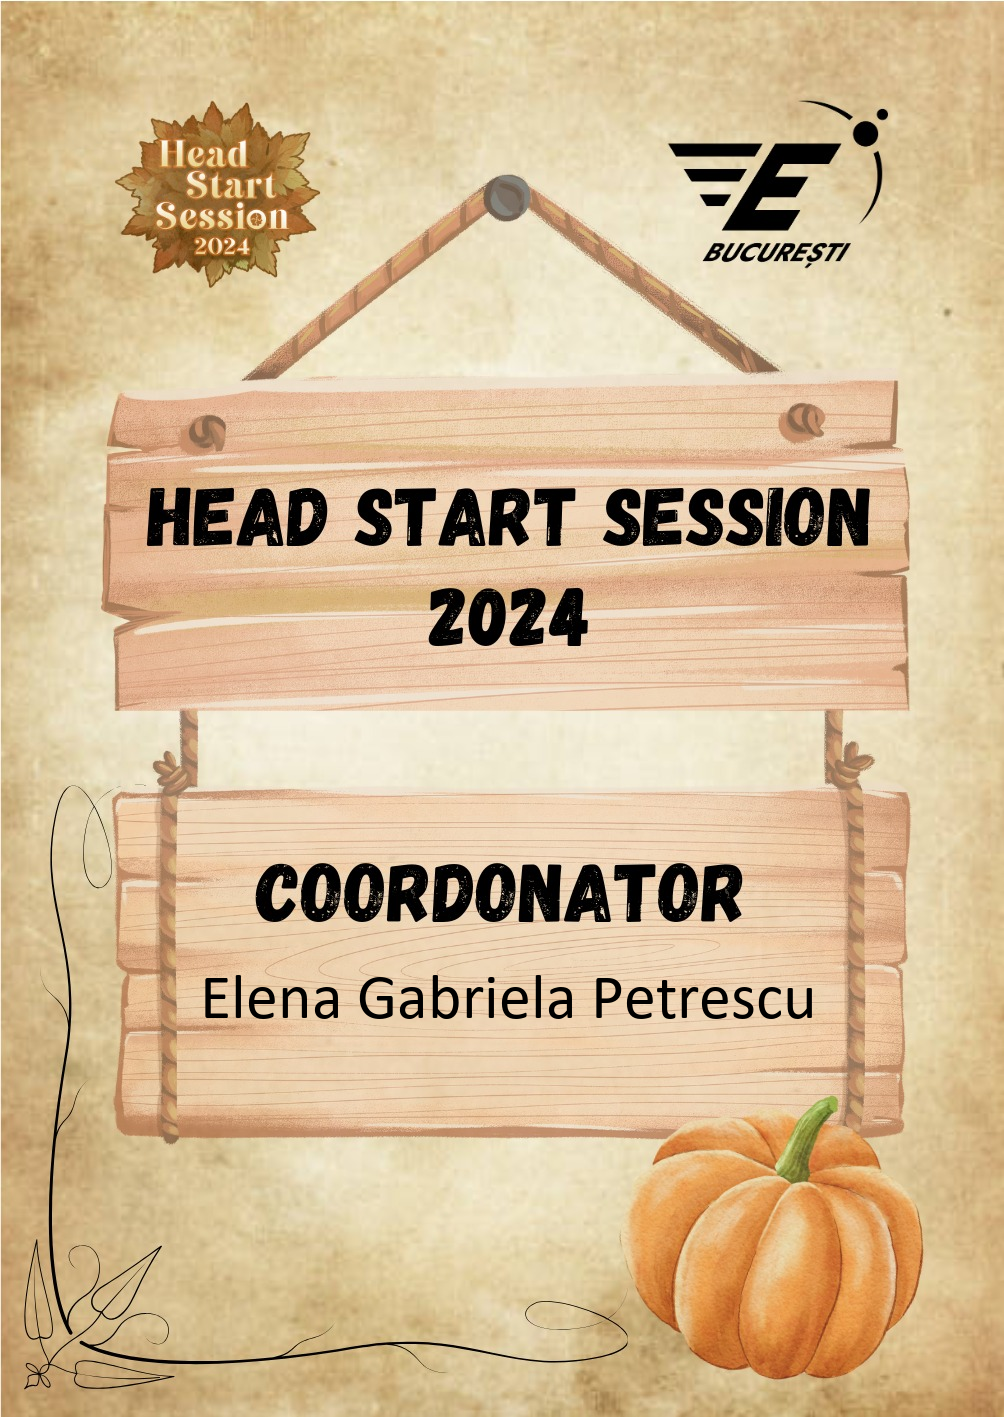 Head
Start
Session
2024
E
BUCUREȘTI
HEAD START SESSION
2024
COORDONATOR
Elena Gabriela Petrescu